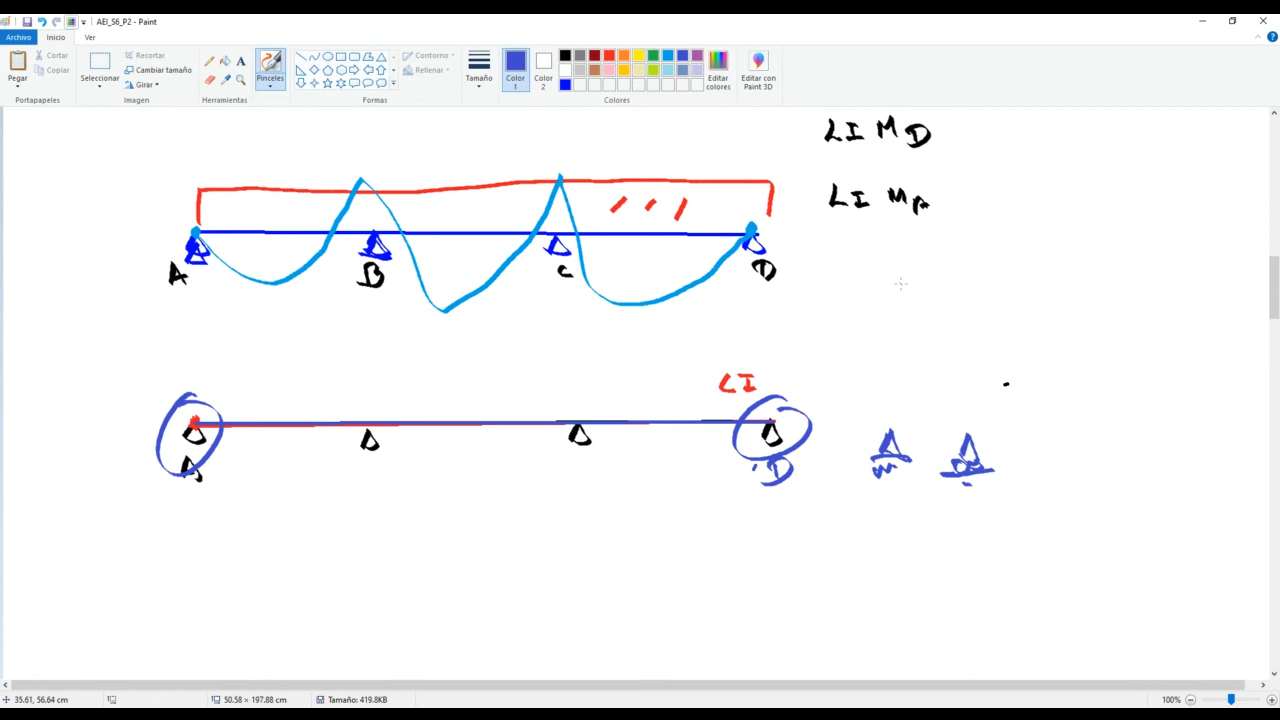 AEI_S6_P2 - Paint
Archivo Inicio Ver
Pegar
Cortar
Copiar
Portapapeles
Seleccionar
Recortar
Cambiar tamaño
Girar
Imagen
A
Herramientas
Pinceles
Contorno
Rellenar
Formas
Tamaño
Color 1
Color 2
Editar colores
Editar con Paint 3D
Colores
LI M D
LI M A
A B C D
LI
D
35.61, 56.64 cm
50.58 × 197.88 cm
Tamaño: 419.8KB
100%